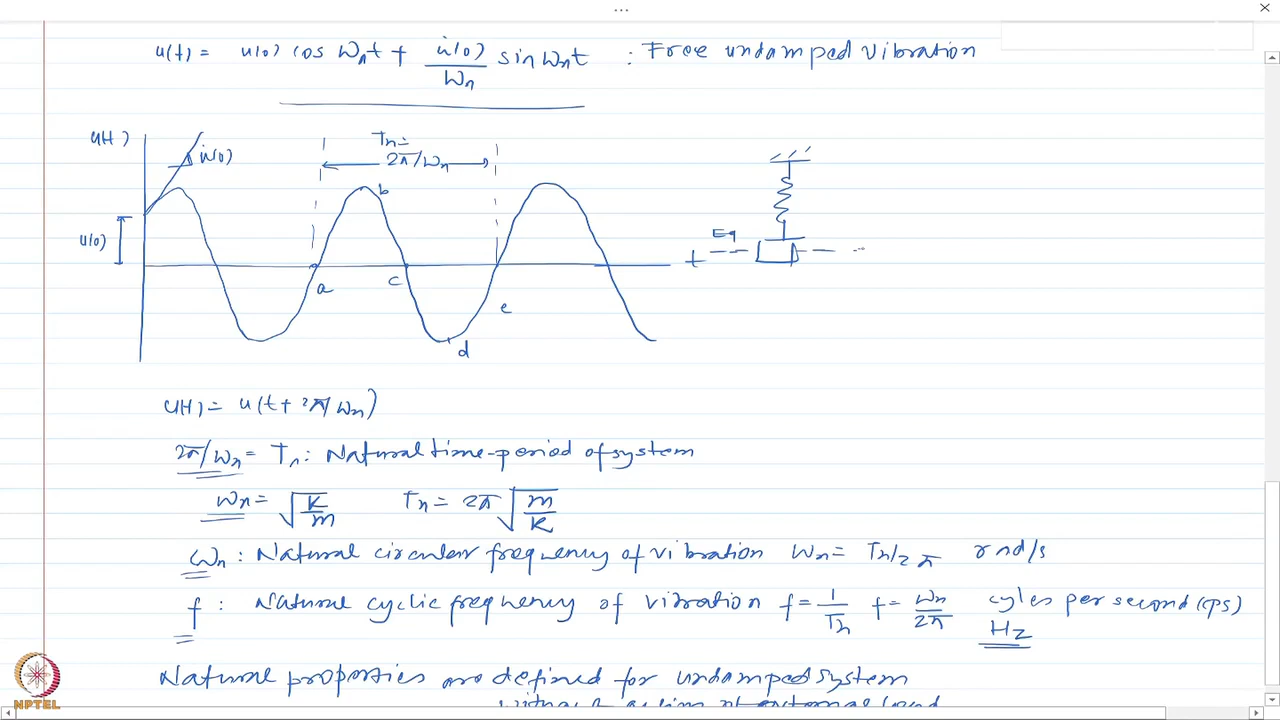 u(t) = u(0) cos ωnt + u̇(0)/ωn sin ωnt : Free undamped vibration
u(t)
u̇(0)
Tn =
2π/ωn
u(0)
a
b
c
d
e
Eq
u(t) = u(t + 2π/ωn)
2π/ωn = Tn : Natural time-period of system
ωn = √(k/m) Tn = 2π √(m/k)
ωn : Natural circular frequency of vibration ωn = Tn/2π rad/s
f : Natural cyclic frequency of vibration f = 1/Tn f = ωn/2π cyles per second (cps)
Hz
Natural properties are defined for undamped system
NPTEL